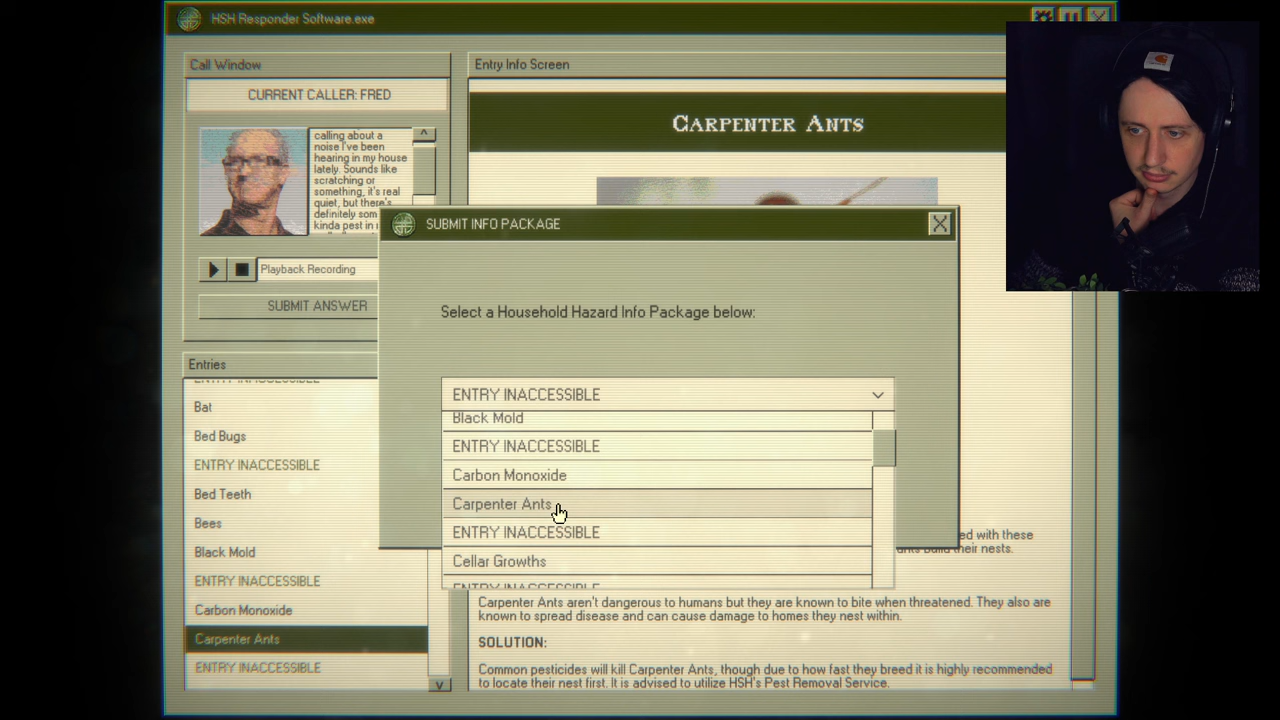 HSH Responder Software.exe
Call Window
CURRENT CALLER: FRED
calling about a
noise I've been
hearing in my house
lately. Sounds like
scratching or
something, it's real
quiet, but there's
definitely som
kinda pest in
Playback Recording
SUBMIT ANSWER
Entries
ENTRY INACCESSIBLE
Bat
Bed Bugs
ENTRY INACCESSIBLE
Bed Teeth
Bees
Black Mold
ENTRY INACCESSIBLE
Carbon Monoxide
Carpenter Ants
ENTRY INACCESSIBLE
Entry Info Screen
CARPENTER ANTS
SUBMIT INFO PACKAGE
Select a Household Hazard Info Package below:
ENTRY INACCESSIBLE
Black Mold
ENTRY INACCESSIBLE
Carbon Monoxide
Carpenter Ants
ENTRY INACCESSIBLE
Cellar Growths
ENTRY INACCESSIBLE
ed with these
ants build their nests.
Carpenter Ants aren't dangerous to humans but they are known to bite when threatened. They also are
known to spread disease and can cause damage to homes they nest within.
SOLUTION:
Common pesticides will kill Carpenter Ants, though due to how fast they breed it is highly recommended
to locate their nest first. It is advised to utilize HSH's Pest Removal Service.